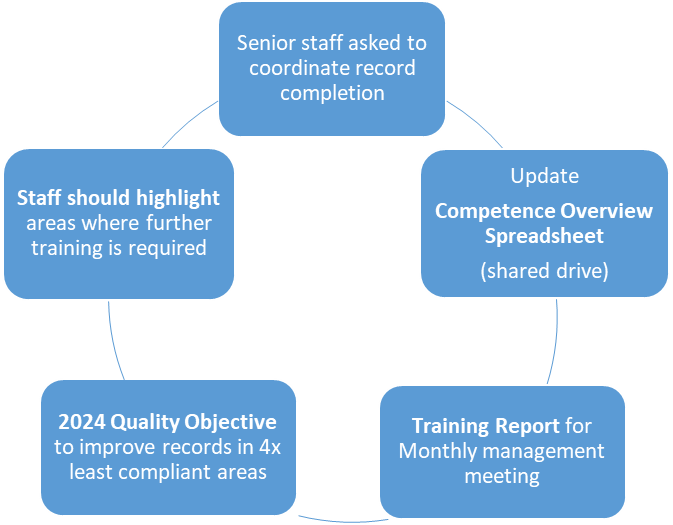 Senior staff asked to
coordinate record
completion
Update
Competence Overview
Spreadsheet
(shared drive)
Training Report for
Monthly management
meeting
2024 Quality Objective
to improve records in 4x
least compliant areas
Staff should highlight
areas where further
training is required